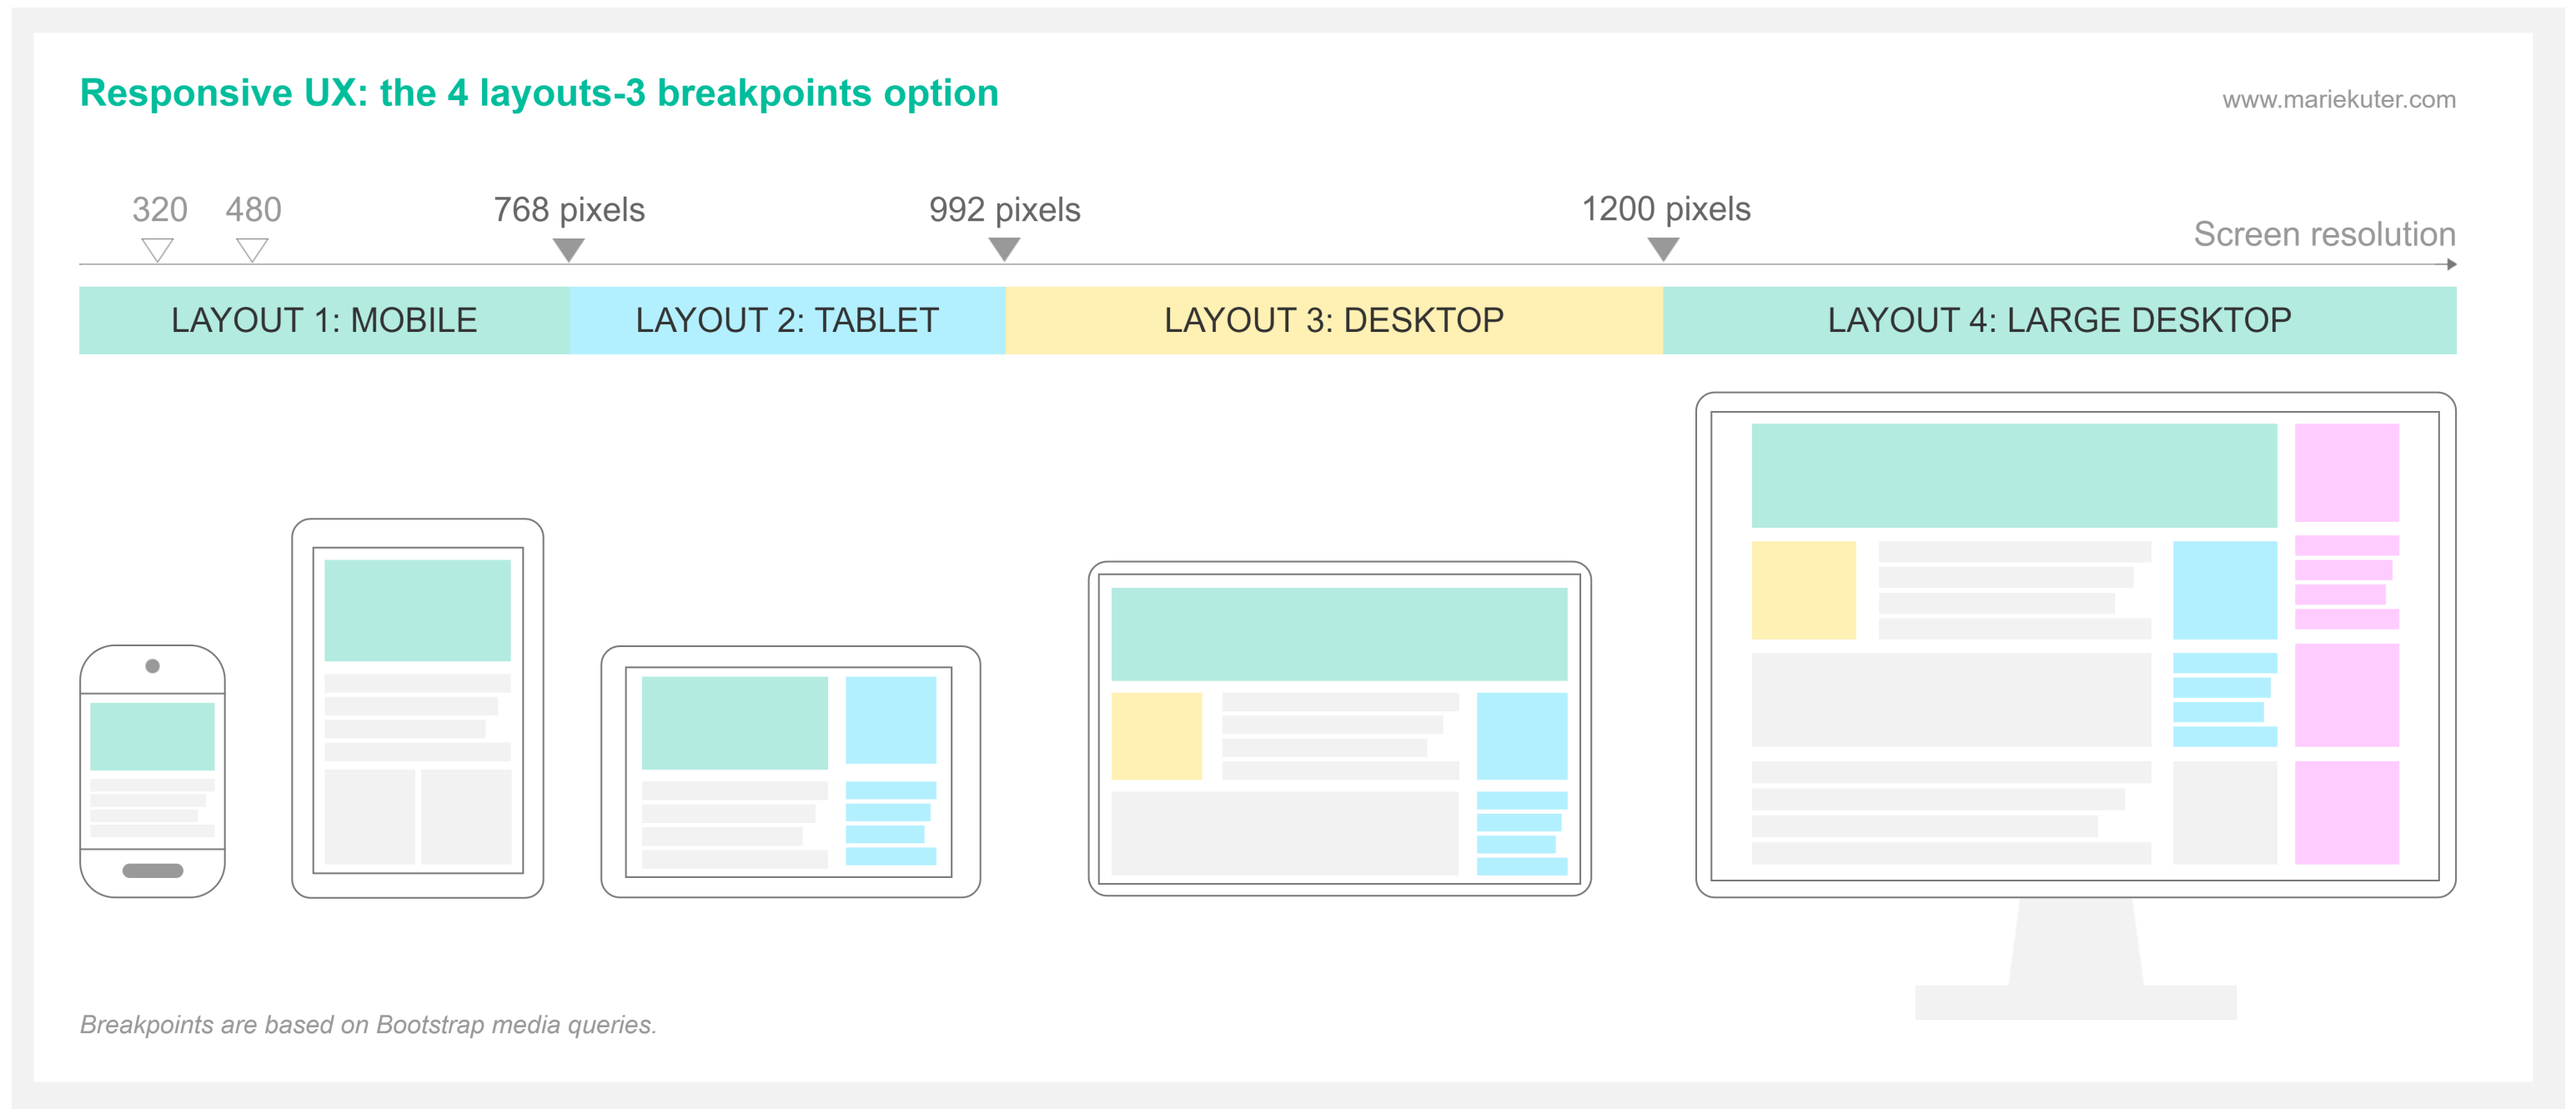 Responsive UX: the 4 layouts-3 breakpoints option
www.mariekuter.com
320 480 768 pixels 992 pixels 1200 pixels
Screen resolution
LAYOUT 1: MOBILE LAYOUT 2: TABLET LAYOUT 3: DESKTOP LAYOUT 4: LARGE DESKTOP
Breakpoints are based on Bootstrap media queries.